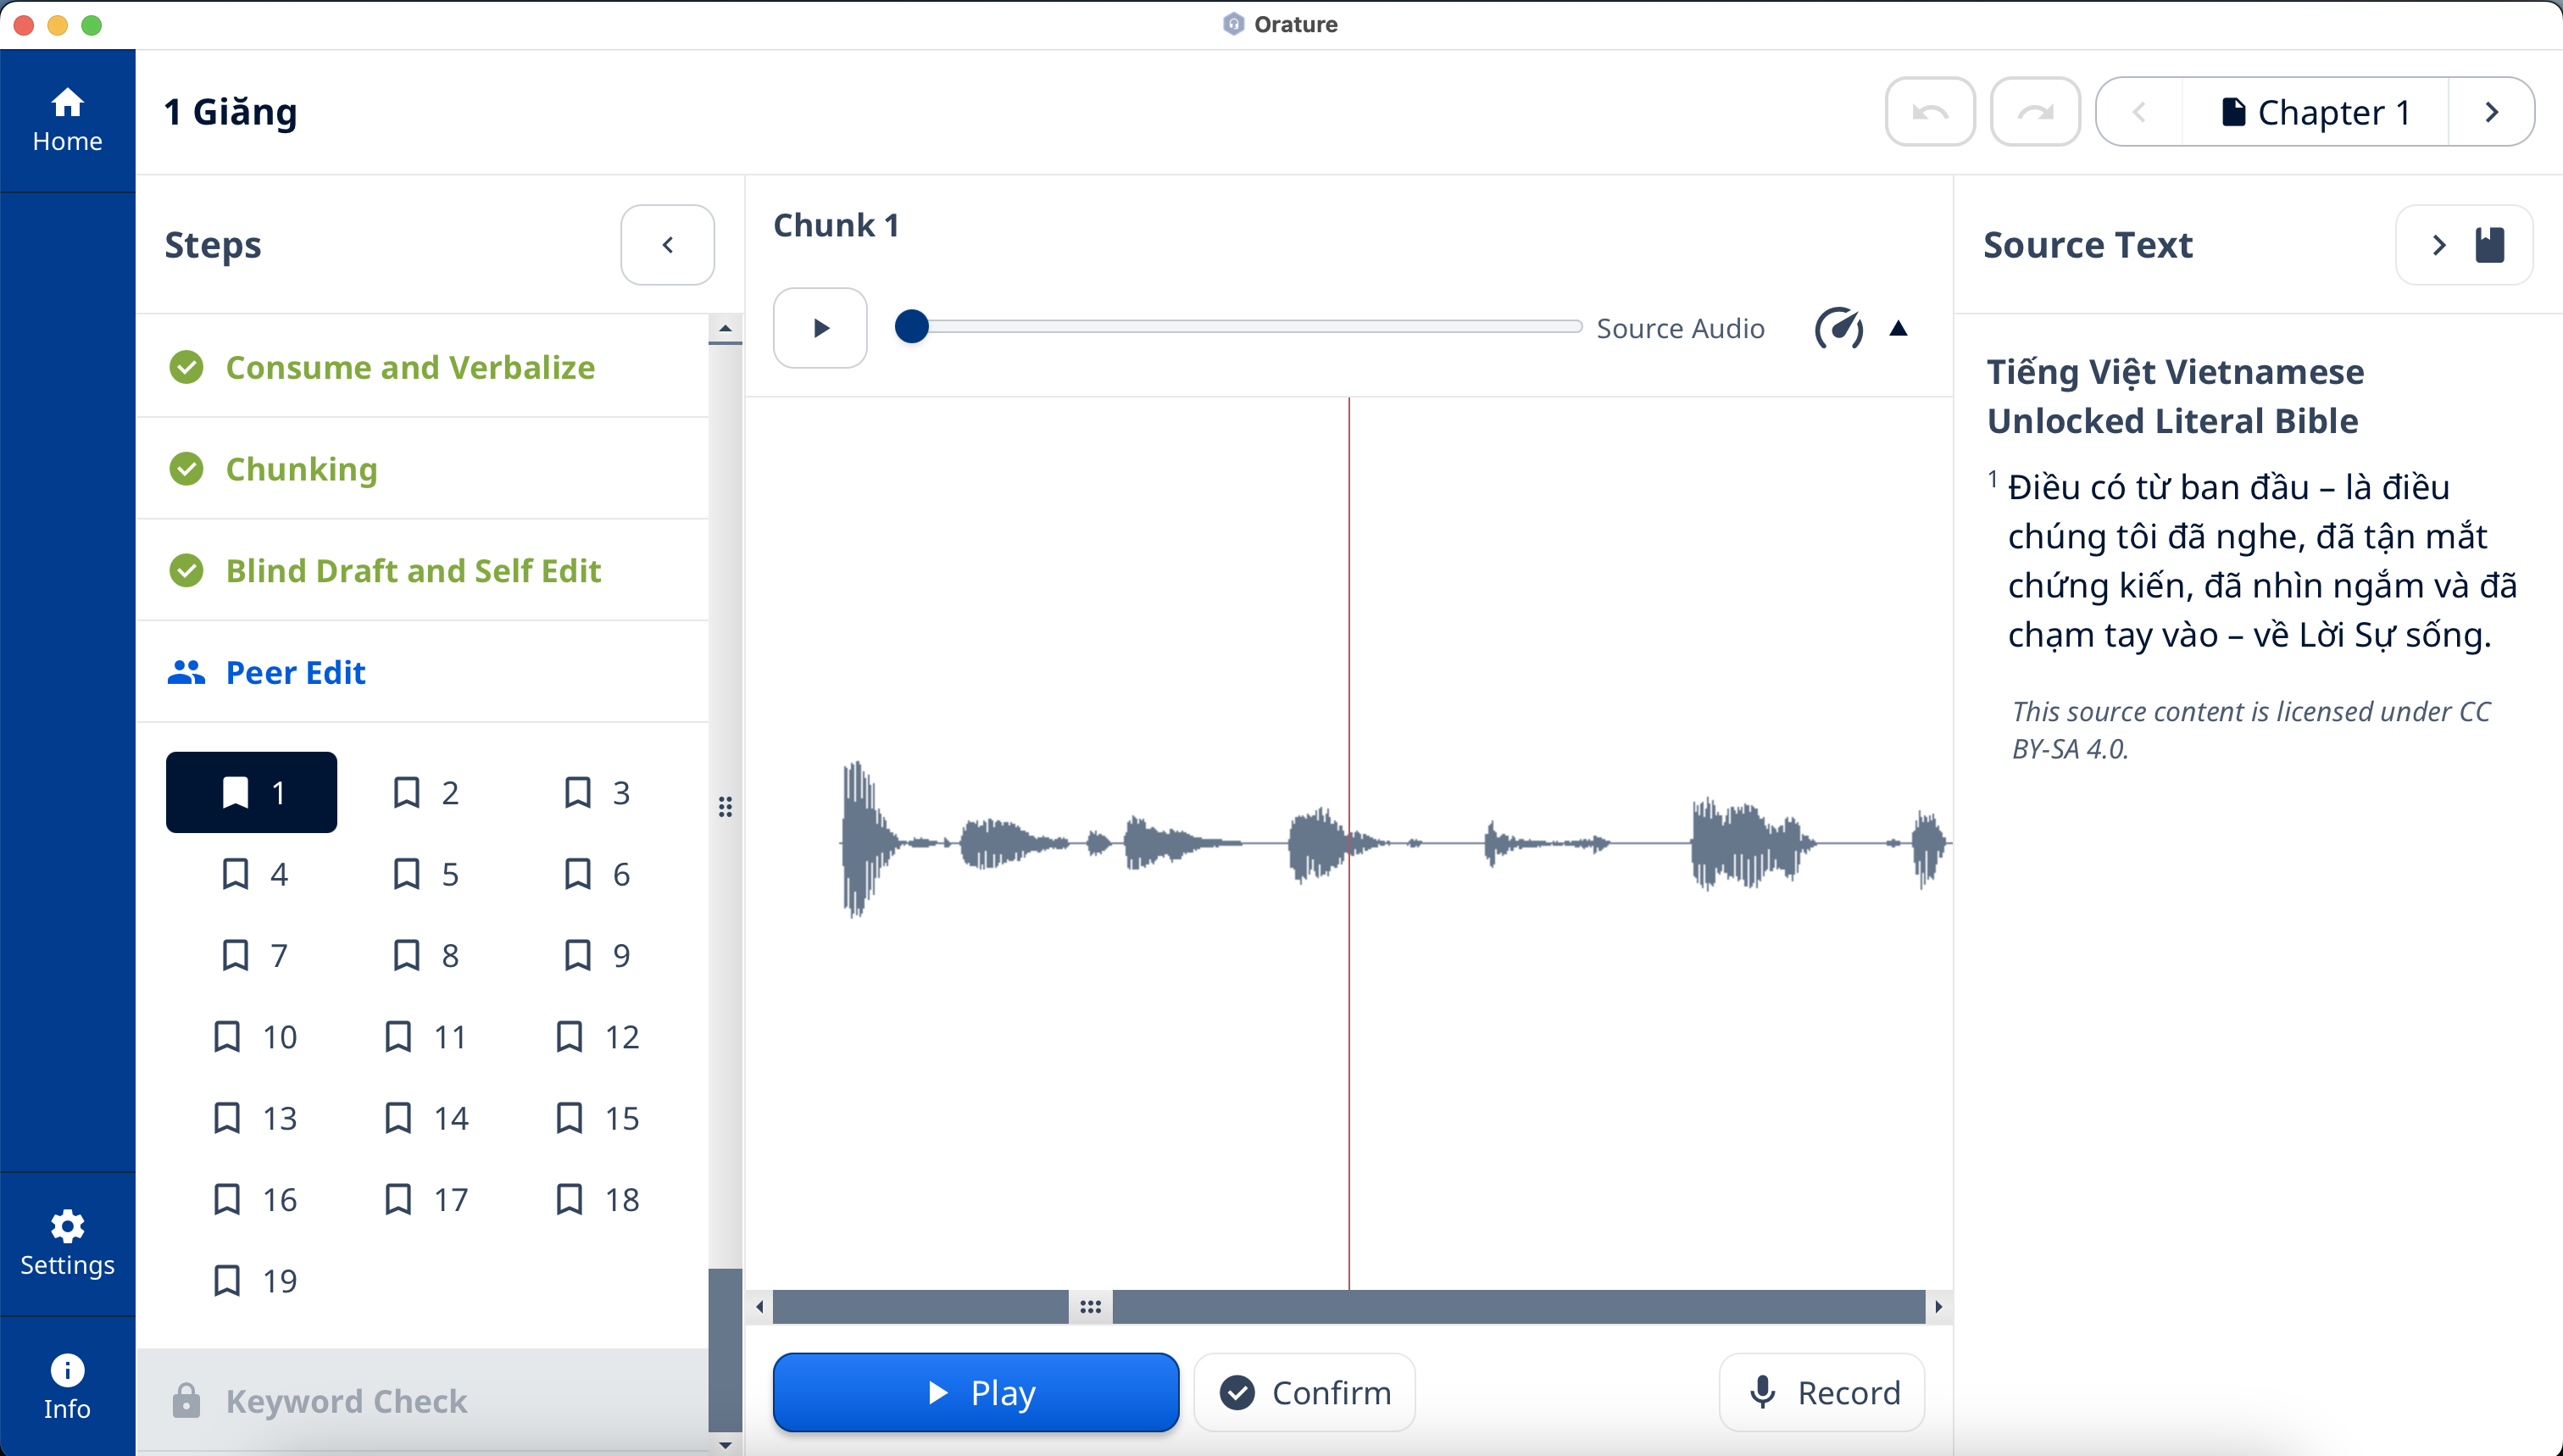 Orature
Home
1 Giăng
Chapter 1
Steps
Chunk 1
Source Audio
Source Text
Consume and Verbalize
Chunking
Blind Draft and Self Edit
Peer Edit
1 2 3
4 5 6
7 8 9
10 11 12
13 14 15
16 17 18
19
Keyword Check
Tiếng Việt Vietnamese
Unlocked Literal Bible
1 Điều có từ ban đầu – là điều
chúng tôi đã nghe, đã tận mắt
chứng kiến, đã nhìn ngắm và đã
chạm tay vào – về Lời Sự sống.
This source content is licensed under CC
BY-SA 4.0.
Play
Confirm
Record
Settings
Info